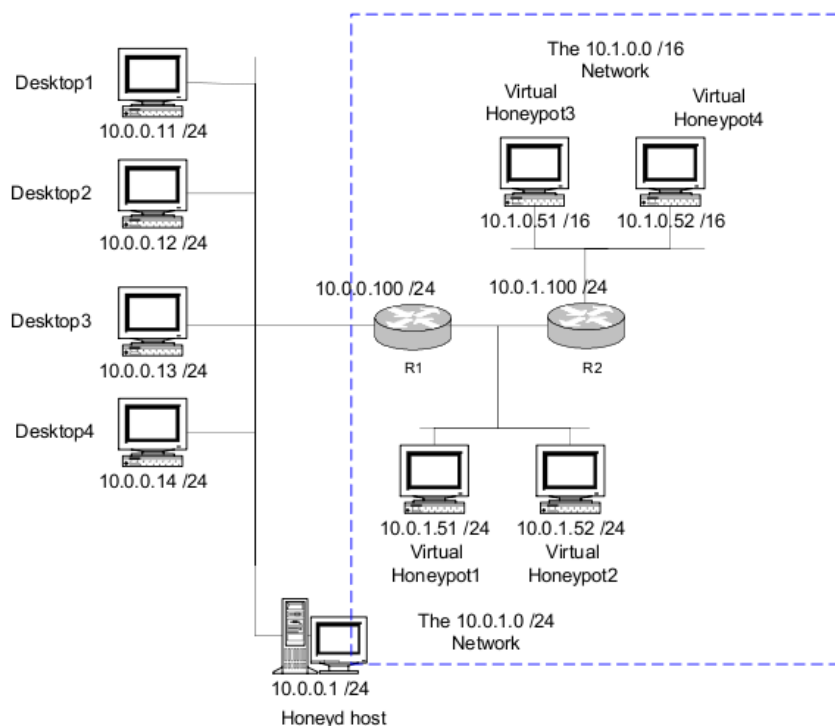 The 10.1.0.0 /16
Network
Desktop1
10.0.0.11 /24
Virtual
Honeypot3
Virtual
Honeypot4
Desktop2
10.0.0.12 /24
10.1.0.51 /16
10.1.0.52 /16
10.0.0.100 /24
10.0.1.100 /24
Desktop3
10.0.0.13 /24
R1
R2
Desktop4
10.0.0.14 /24
10.0.1.51 /24
Virtual
Honeypot1
10.0.1.52 /24
Virtual
Honeypot2
The 10.0.1.0 /24
Network
10.0.0.1 /24
Honeyd host